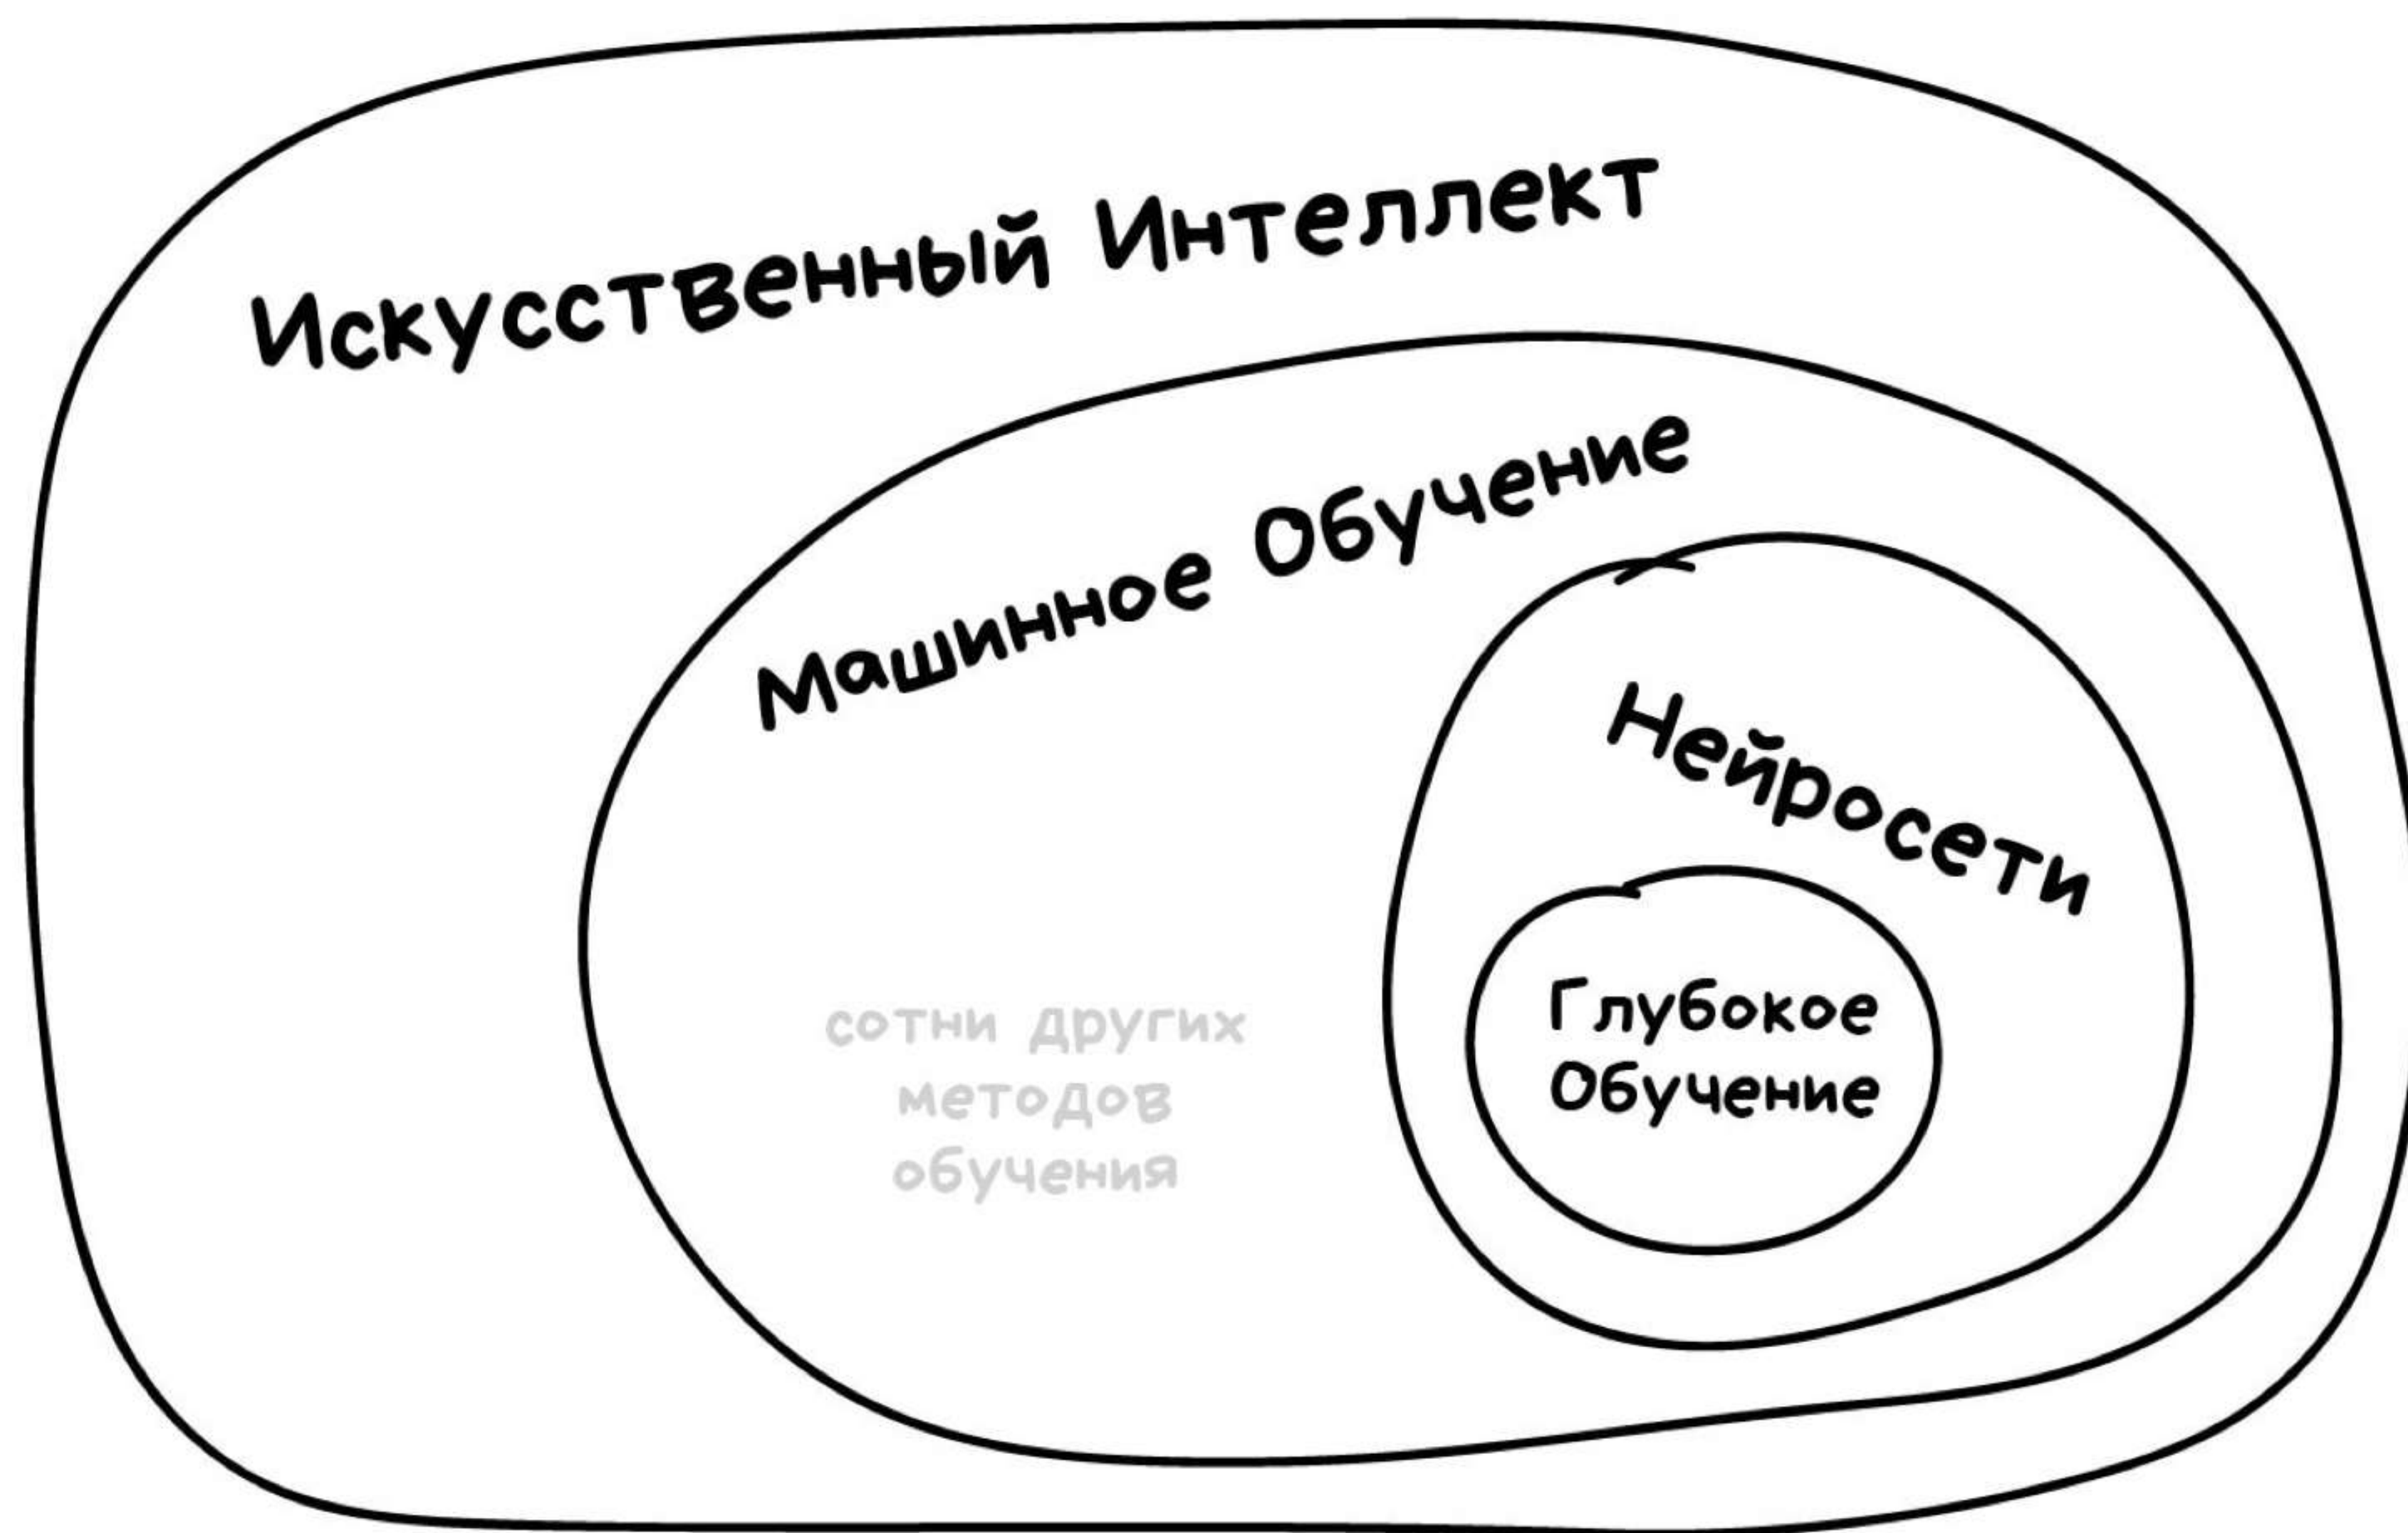 Искусственный Интеллект
Машинное Обучение
Нейросети
Глубокое
Обучение
сотни других
методов
обучения